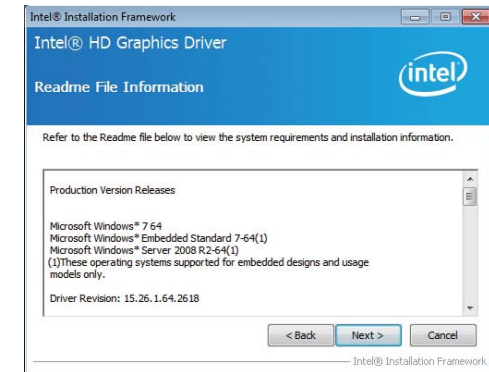 Intel® Installation Framework
Intel® HD Graphics Driver
intel
Readme File Information
Refer to the Readme file below to view the system requirements and installation information.
Production Version Releases
Microsoft Windows* 7 64
Microsoft Windows* Embedded Standard 7-64(1)
Microsoft Windows* Server 2008 R2-64(1)
(1)These operating systems supported for embedded designs and usage
models only.
Driver Revision: 15.26.1.64.2618
< Back Next > Cancel
Intel® Installation Framework